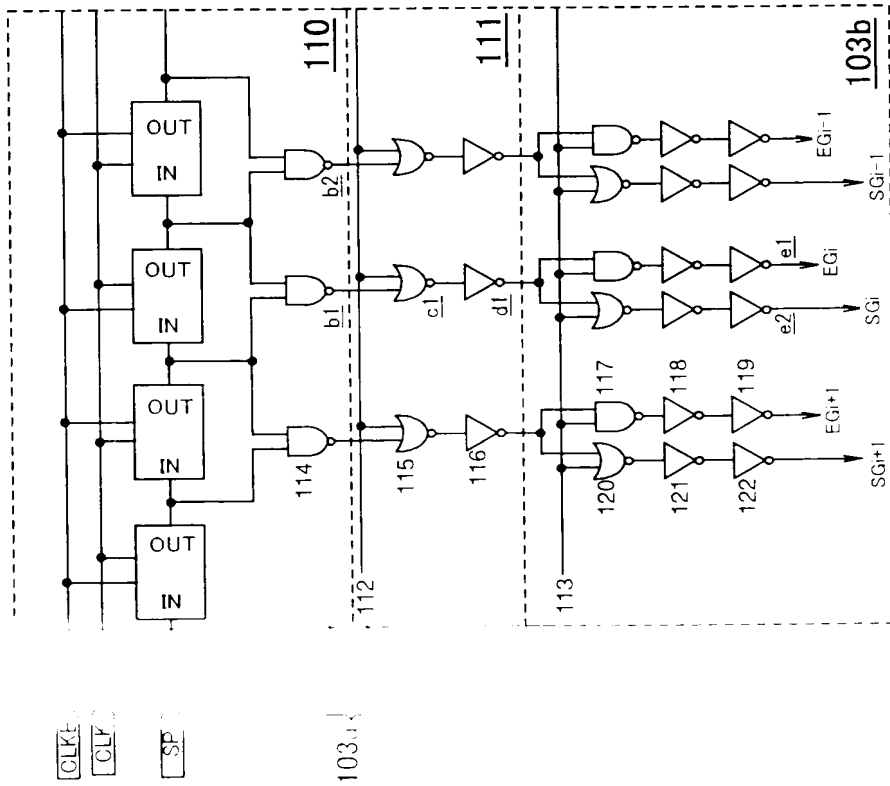 OUT
IN
OUT
IN
OUT
IN
OUT
IN
110
b2
b1
114
112
111
c1
d1
115
116
113
103b
117
118
119
120
121
122
e1
e2
EGi-1
SGi-1
EGi
SGi
EGi+1
SGi+1
CLK
SP